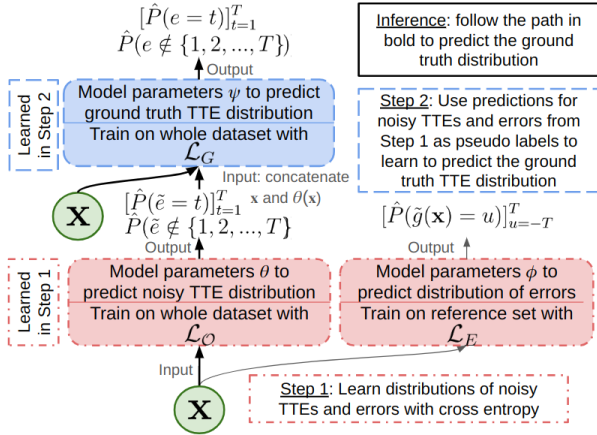 [P̂(e = t)]_{t=1}^{T}
P̂(e ∉ {1, 2, ..., T})
Output
Inference: follow the path in
bold to predict the ground
truth distribution
Learned
in Step 2
Model parameters ψ to predict
ground truth TTE distribution
Train on whole dataset with
ℒ_G
Step 2: Use predictions for
noisy TTEs and errors from
Step 1 as pseudo labels to
learn to predict the ground
truth TTE distribution
Input: concatenate
x and θ(x)
X
[P̂(ẽ = t)]_{t=1}^{T}
P̂(ẽ ∉ {1, 2, ..., T}
Output
[P̂(g̃(x) = u)]_{u=-T}^{T}
Output
Learned
in Step 1
Model parameters θ to
predict noisy TTE distribution
Train on whole dataset with
ℒ_O
Model parameters ϕ to
predict distribution of errors
Train on reference set with
ℒ_E
Input
X
Step 1: Learn distributions of noisy
TTEs and errors with cross entropy